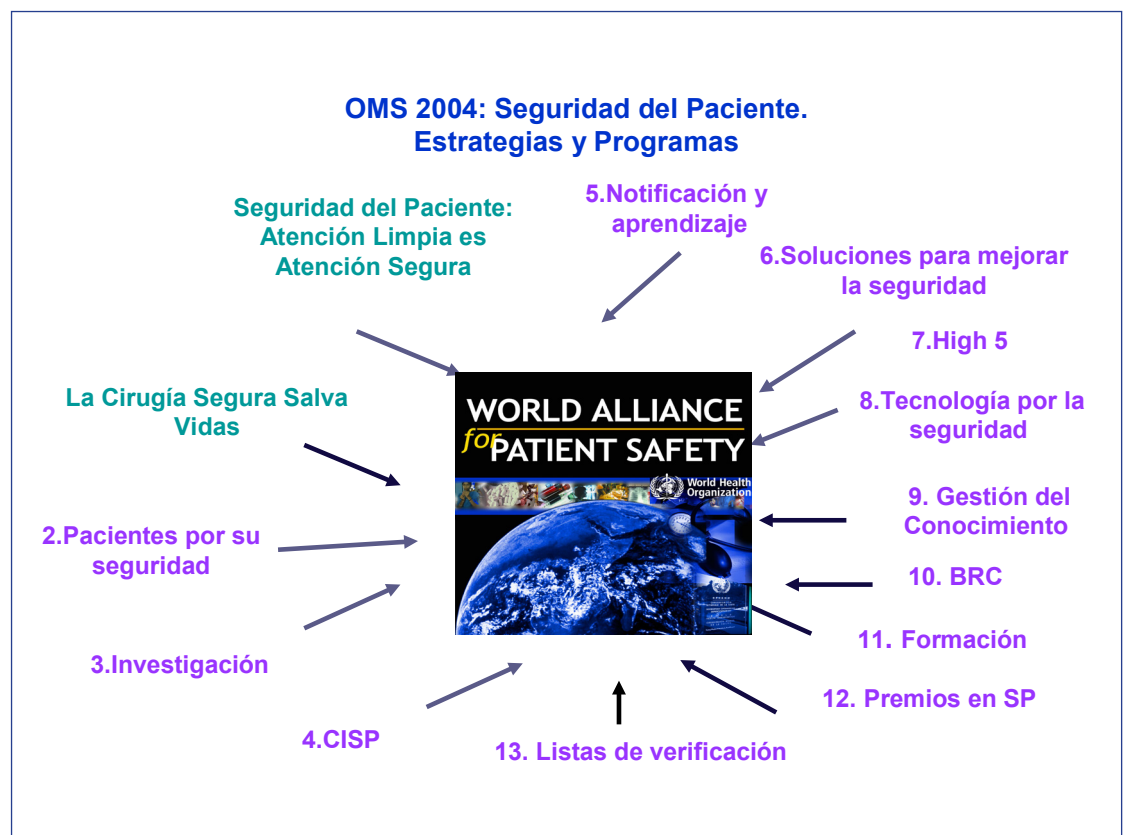 OMS 2004: Seguridad del Paciente.
Estrategias y Programas
Seguridad del Paciente:
Atención Limpia es
Atención Segura
La Cirugía Segura Salva
Vidas
2.Pacientes por su
seguridad
3.Investigación
4.CISP
5.Notificación y
aprendizaje
6.Soluciones para mejorar
la seguridad
7.High 5
8.Tecnología por la
seguridad
9. Gestión del
Conocimiento
10. BRC
11. Formación
12. Premios en SP
13. Listas de verificación
WORLD ALLIANCE
for PATIENT SAFETY
World Health
Organization